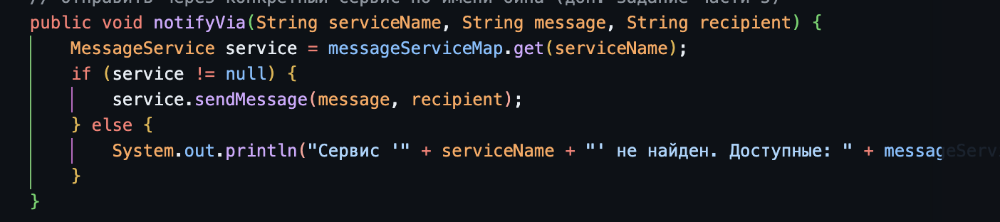 // Отправить через конкретный сервис по имени бина (доп. задание части 3)
public void notifyVia(String serviceName, String message, String recipient) {
MessageService service = messageServiceMap.get(serviceName);
if (service != null) {
service.sendMessage(message, recipient);
} else {
System.out.println("Сервис '" + serviceName + "' не найден. Доступные: " + messageServ
}
}